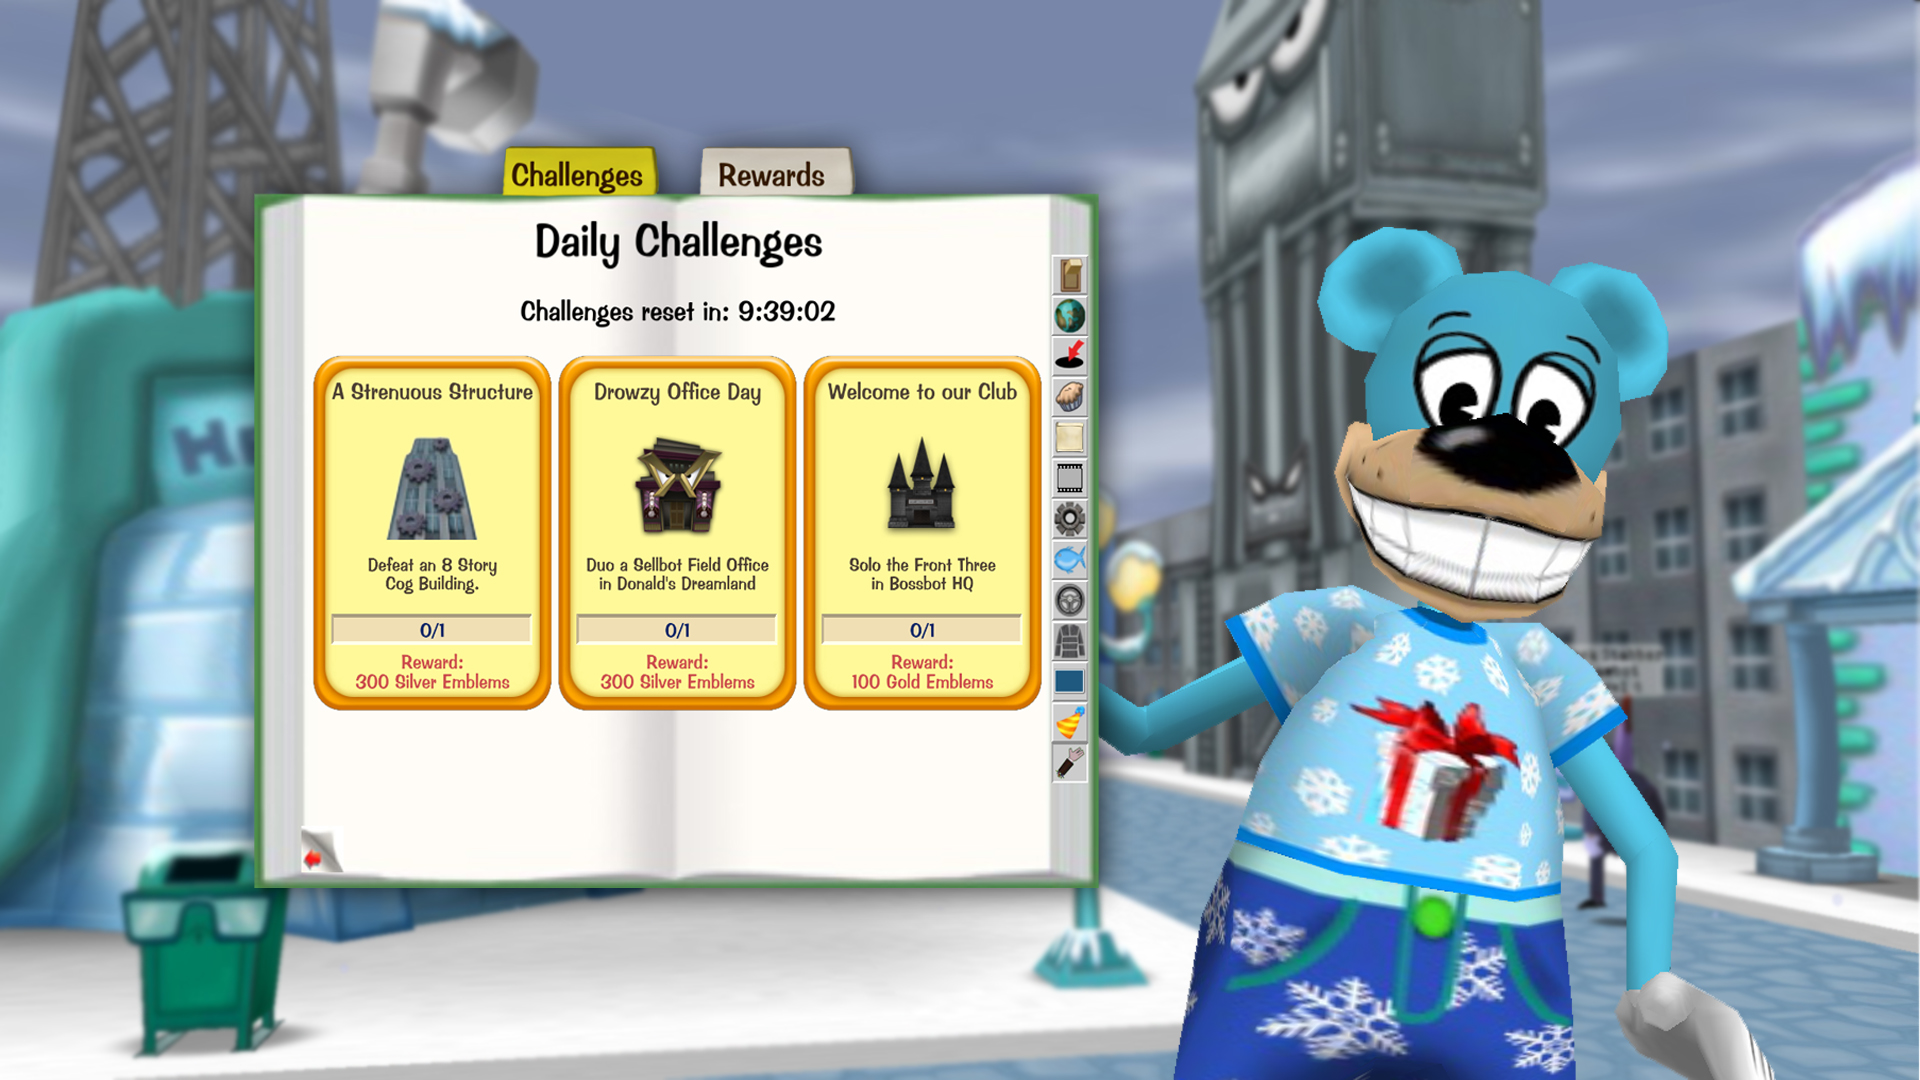 Challenges
Rewards
Daily Challenges
Challenges reset in: 9:39:02
A Strenuous Structure
Defeat an 8 Story
Cog Building.
0/1
Reward:
300 Silver Emblems
Drowzy Office Day
Duo a Sellbot Field Office
in Donald's Dreamland
0/1
Reward:
300 Silver Emblems
Welcome to our Club
Solo the Front Three
in Bossbot HQ
0/1
Reward:
100 Gold Emblems